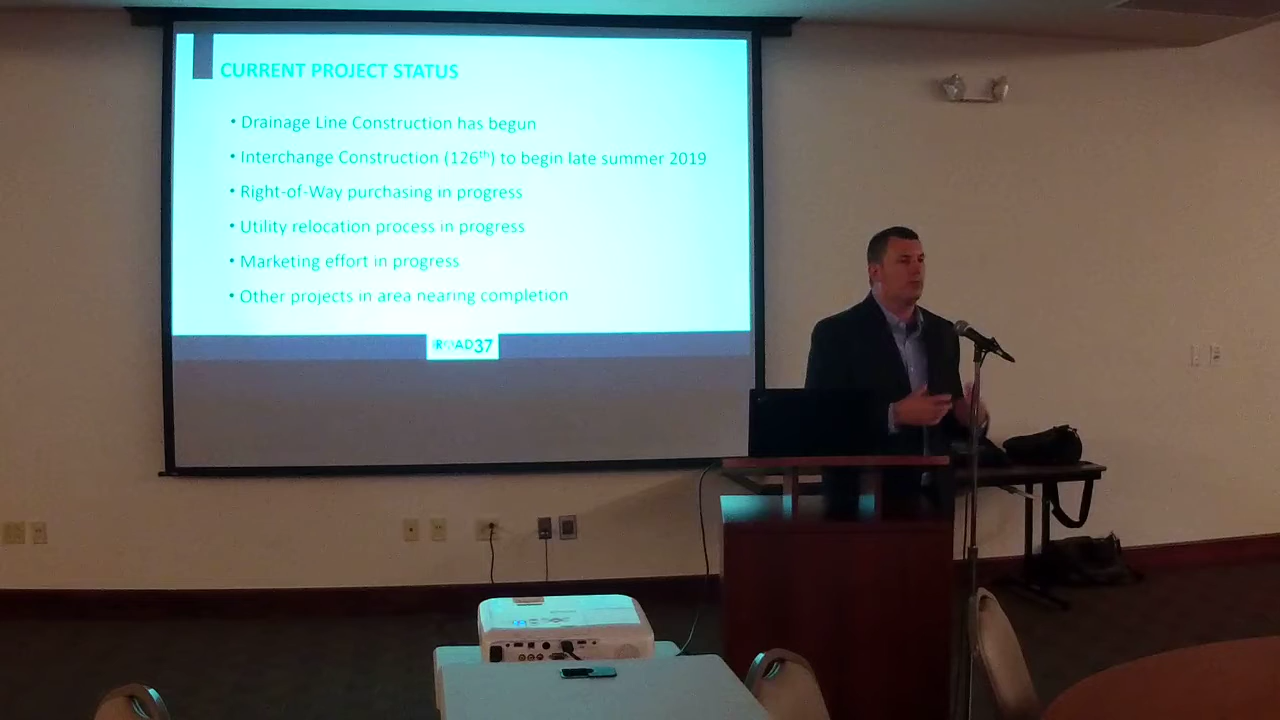 CURRENT PROJECT STATUS
• Drainage Line Construction has begun
• Interchange Construction (126th) to begin late summer 2019
• Right-of-Way purchasing in progress
• Utility relocation process in progress
• Marketing effort in progress
• Other projects in area nearing completion
ROAD37